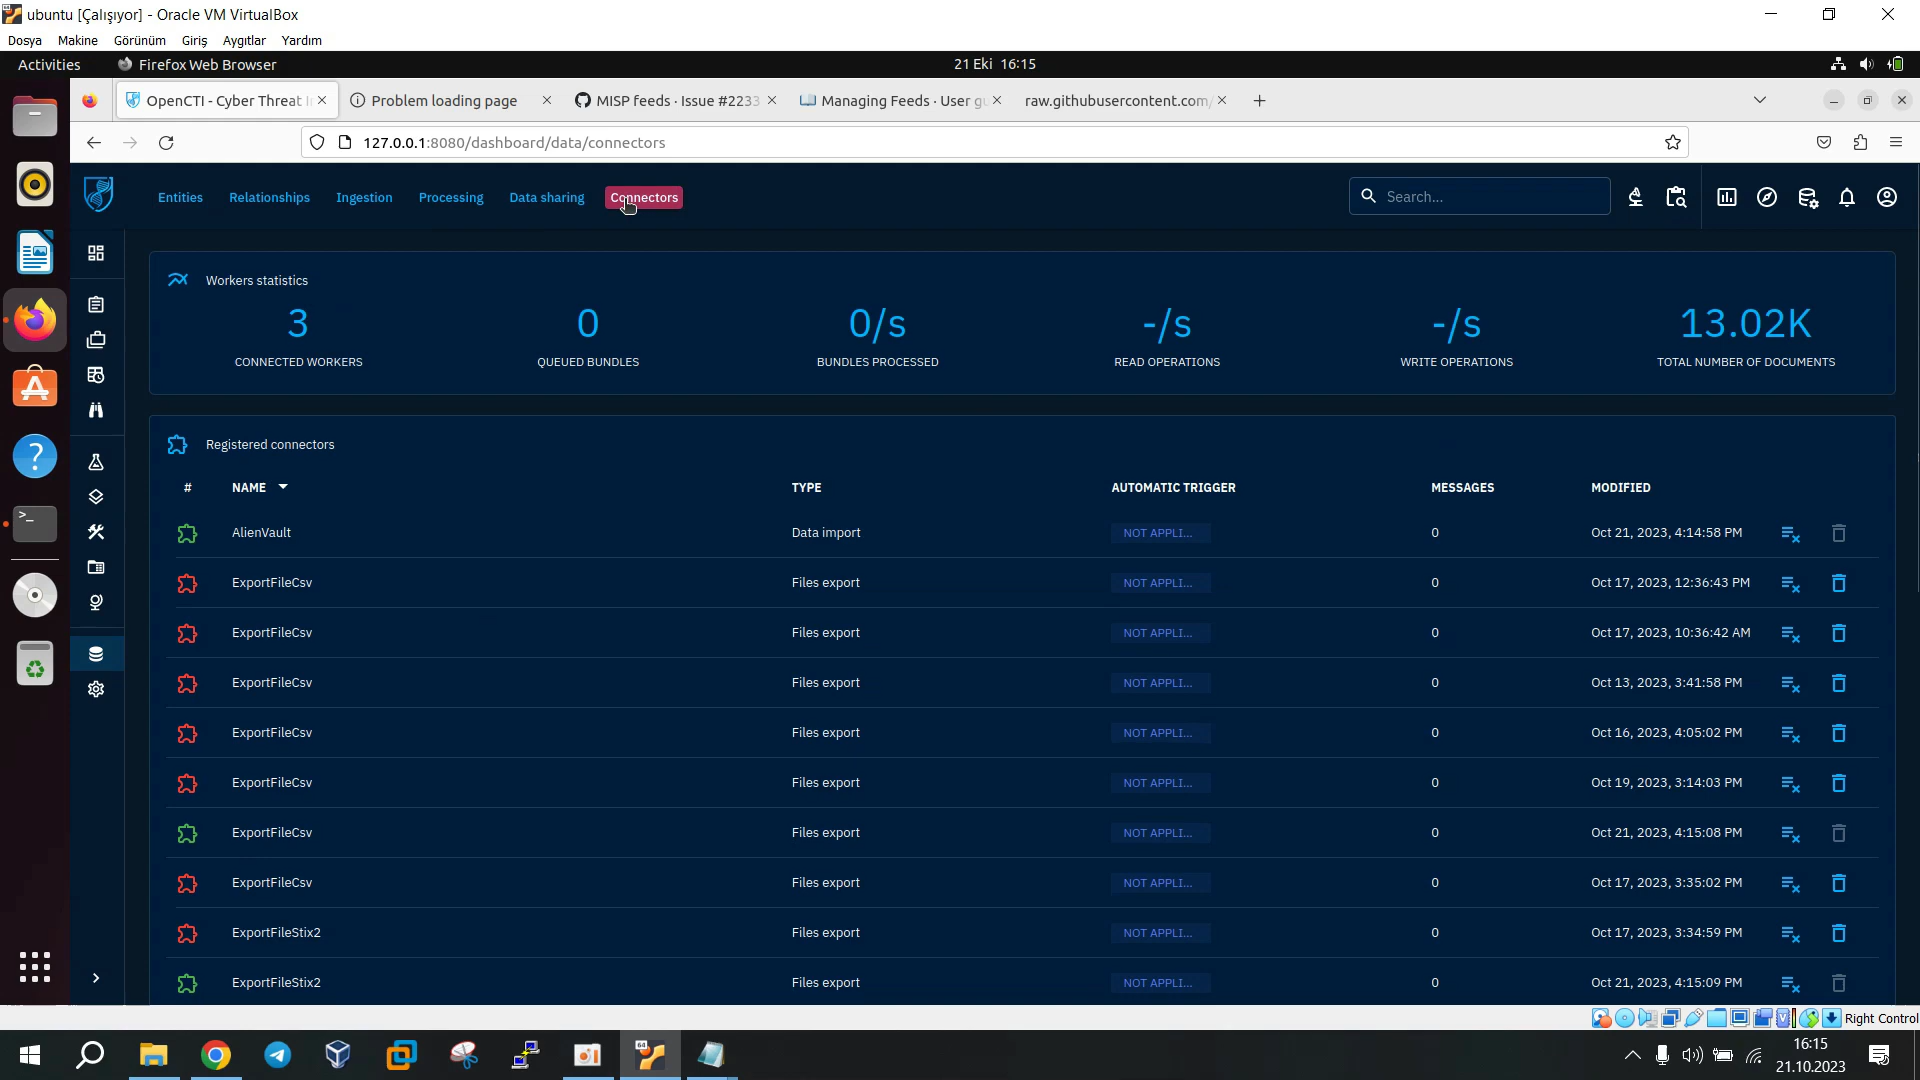 ubuntu [Çalışıyor] - Oracle VM VirtualBox
Dosya Makine Görünüm Giriş Aygıtlar Yardım
Activities Firefox Web Browser 21 Eki 16:15
OpenCTI - Cyber Threat I Problem loading page MISP feeds · Issue #2233 Managing Feeds · User gu raw.githubusercontent.com/
127.0.0.1:8080/dashboard/data/connectors
Entities Relationships Ingestion Processing Data sharing Connectors Search...
Workers statistics
3 0 0/s -/s -/s 13.02K
CONNECTED WORKERS QUEUED BUNDLES BUNDLES PROCESSED READ OPERATIONS WRITE OPERATIONS TOTAL NUMBER OF DOCUMENTS
Registered connectors
# NAME TYPE AUTOMATIC TRIGGER MESSAGES MODIFIED
AlienVault Data import NOT APPLI... 0 Oct 21, 2023, 4:14:58 PM
ExportFileCsv Files export NOT APPLI... 0 Oct 17, 2023, 12:36:43 PM
ExportFileCsv Files export NOT APPLI... 0 Oct 17, 2023, 10:36:42 AM
ExportFileCsv Files export NOT APPLI... 0 Oct 13, 2023, 3:41:58 PM
ExportFileCsv Files export NOT APPLI... 0 Oct 16, 2023, 4:05:02 PM
ExportFileCsv Files export NOT APPLI... 0 Oct 19, 2023, 3:14:03 PM
ExportFileCsv Files export NOT APPLI... 0 Oct 21, 2023, 4:15:08 PM
ExportFileCsv Files export NOT APPLI... 0 Oct 17, 2023, 3:35:02 PM
ExportFileStix2 Files export NOT APPLI... 0 Oct 17, 2023, 3:34:59 PM
ExportFileStix2 Files export NOT APPLI... 0 Oct 21, 2023, 4:15:09 PM
Right Control
16:15
21.10.2023